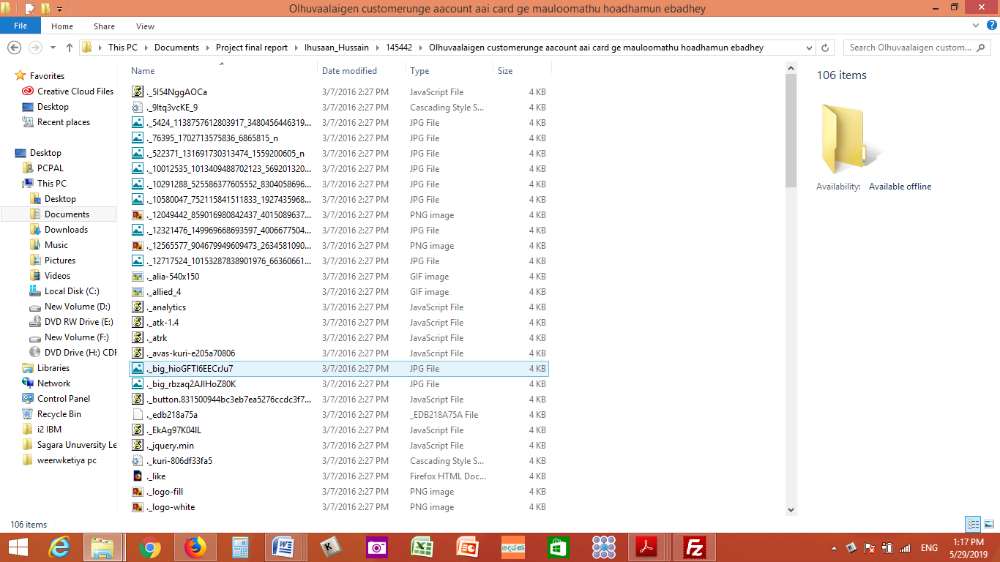 Olhuvaalaigen customerunge aacount aai card ge mauloomathu hoadhamun ebadhey
File Home Share View
This PC Documents Project final report Ihusaan_Hussain 145442 Olhuvaalaigen customerunge aacount aai card ge mauloomathu hoadhamun ebadhey
Search Olhuvaalaigen custom...
Favorites
Creative Cloud Files
Desktop
Recent places
Desktop
PCPAL
This PC
Desktop
Documents
Downloads
Music
Pictures
Videos
Local Disk (C:)
New Volume (D:)
DVD RW Drive (E:)
New Volume (F:)
DVD Drive (H:) CDF
Libraries
Network
Control Panel
Recycle Bin
i2 IBM
Sagara Unuversity Le
weerwketiya pc
Name Date modified Type Size
._5I54NggAOCa 3/7/2016 2:27 PM JavaScript File 4 KB
._9Itq3vcKE_9 3/7/2016 2:27 PM Cascading Style S... 4 KB
._5424_1138757612803917_3480456446319... 3/7/2016 2:27 PM JPG File 4 KB
._76395_1702713575836_6865815_n 3/7/2016 2:27 PM JPG File 4 KB
._522371_131691730313474_1559200605_n 3/7/2016 2:27 PM JPG File 4 KB
._10012535_1013409488702123_569201320... 3/7/2016 2:27 PM JPG File 4 KB
._10291288_525586377605552_8304058696... 3/7/2016 2:27 PM JPG File 4 KB
._10580047_752115841511833_1927435968... 3/7/2016 2:27 PM JPG File 4 KB
._12049442_859016980842437_4015089637... 3/7/2016 2:27 PM PNG image 4 KB
._12321476_149969668693597_4006677504... 3/7/2016 2:27 PM JPG File 4 KB
._12565577_904679949609473_2634581090... 3/7/2016 2:27 PM PNG image 4 KB
._12717524_10153287838901976_66360661... 3/7/2016 2:27 PM JPG File 4 KB
._alia-540x150 3/7/2016 2:27 PM GIF image 4 KB
._allied_4 3/7/2016 2:27 PM GIF image 4 KB
._analytics 3/7/2016 2:27 PM JavaScript File 4 KB
._atk-1.4 3/7/2016 2:27 PM JavaScript File 4 KB
._atrk 3/7/2016 2:27 PM JavaScript File 4 KB
._avas-kuri-e205a70806 3/7/2016 2:27 PM JavaScript File 4 KB
._big_hioGFTI6EECrJu7 3/7/2016 2:27 PM JPG File 4 KB
._big_rbzaq2AJIHoZ80K 3/7/2016 2:27 PM JPG File 4 KB
._button.831500944bc3eb7ea5276ccdc3f7... 3/7/2016 2:27 PM JavaScript File 4 KB
._edb218a75a 3/7/2016 2:27 PM _EDB218A75A File 4 KB
._EkAg97K04IL 3/7/2016 2:27 PM JavaScript File 4 KB
._jquery.min 3/7/2016 2:27 PM JavaScript File 4 KB
._kuri-806df33fa5 3/7/2016 2:27 PM Cascading Style S... 4 KB
._like 3/7/2016 2:27 PM Firefox HTML Doc... 4 KB
._logo-fill 3/7/2016 2:27 PM PNG image 4 KB
._logo-white 3/7/2016 2:27 PM PNG image 4 KB
106 items
Availability: Available offline
106 items
දෙරණ
ENG
1:17 PM
5/29/2019